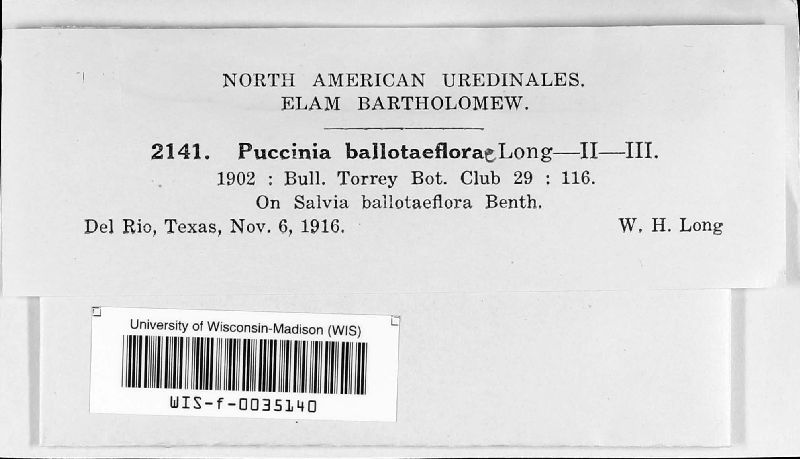 NORTH AMERICAN UREDINALES.
ELAM BARTHOLOMEW.
2141. Puccinia ballotaeflorae Long—II—III.
1902 : Bull. Torrey Bot. Club 29 : 116.
On Salvia ballotaeflora Benth.
Del Rio, Texas, Nov. 6, 1916. W. H. Long
University of Wisconsin-Madison (WIS)
WIS-f-0035140